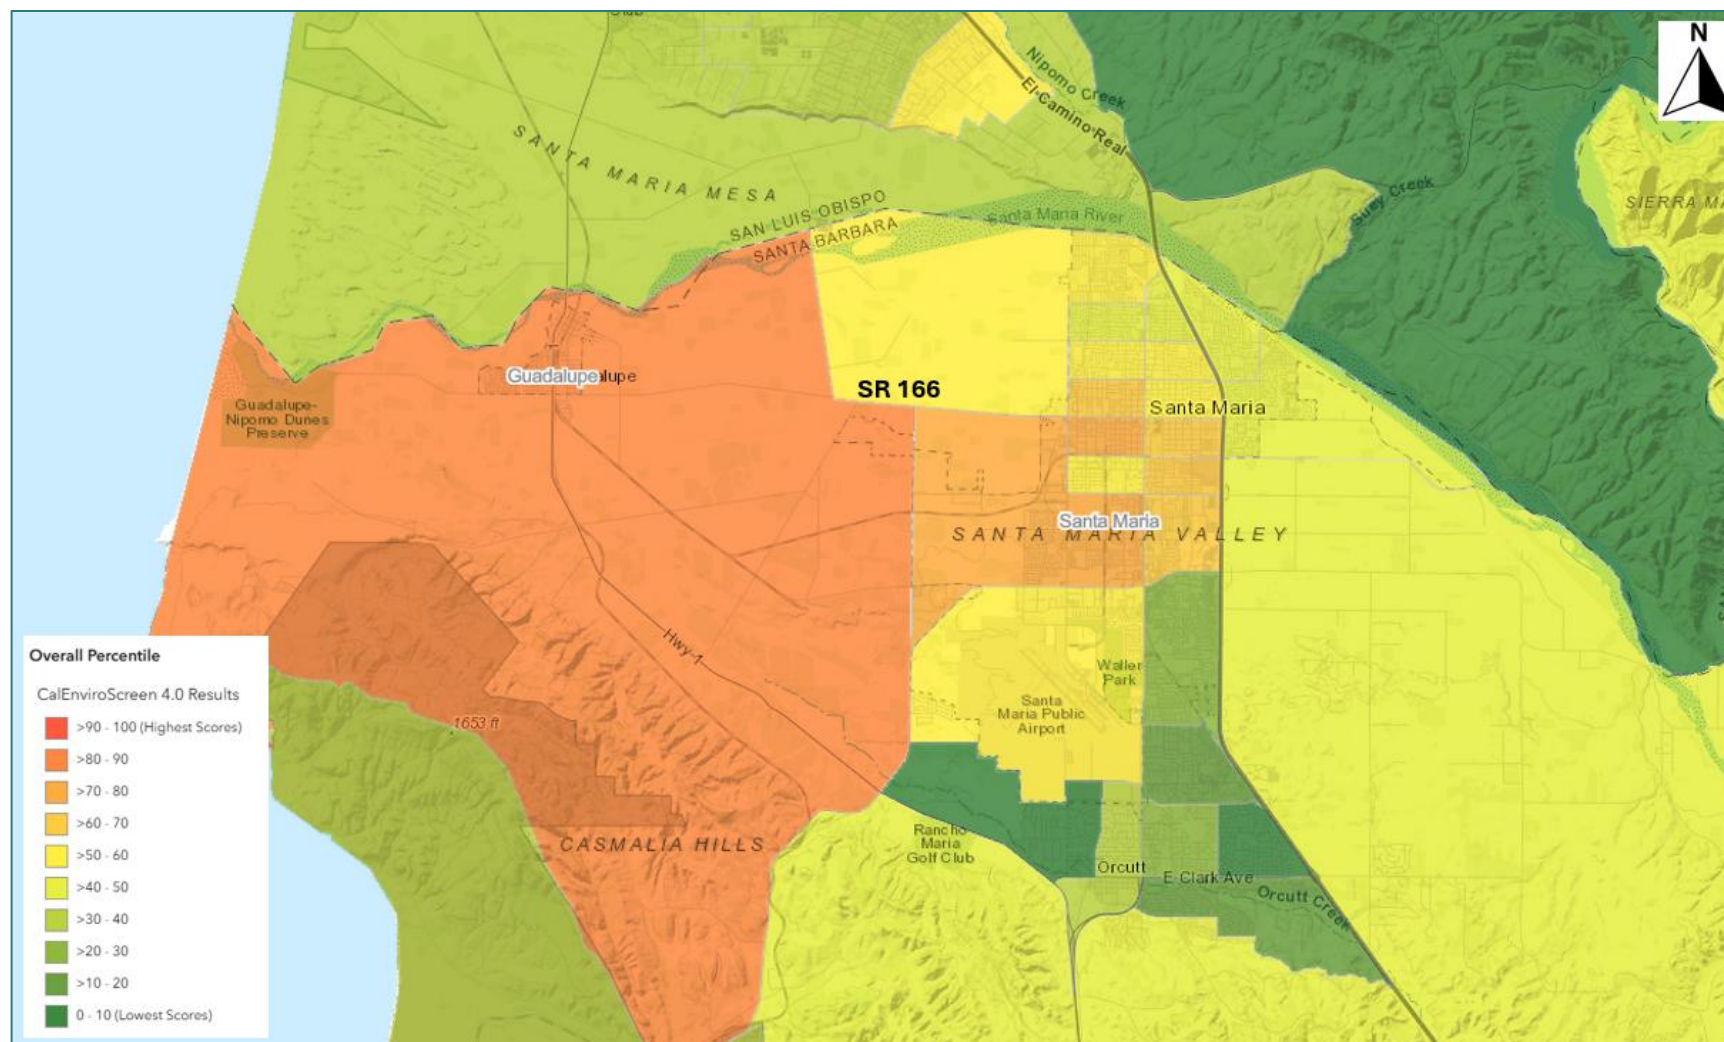 Club
N
Nipomo Creek
El Camino Real
SANTA MARIA MESA
SAN LUIS OBISPO
SANTA BARBARA
Santa Maria River
Suey Creek
SIERRA MA
Guadalupe
alupe
SR 166
Guadalupe-
Nipomo Dunes
Preserve
Santa Maria
Santa Maria
SANTA MARIA VALLEY
Hwy 1
Waller
Park
Santa
Maria Public
Airport
1653 ft
CASMALIA HILLS
Rancho
Maria
Golf Club
Orcutt
E Clark Ave
Orcutt Creek
Overall Percentile
CalEnviroScreen 4.0 Results
>90 - 100 (Highest Scores)
>80 - 90
>70 - 80
>60 - 70
>50 - 60
>40 - 50
>30 - 40
>20 - 30
>10 - 20
0 - 10 (Lowest Scores)